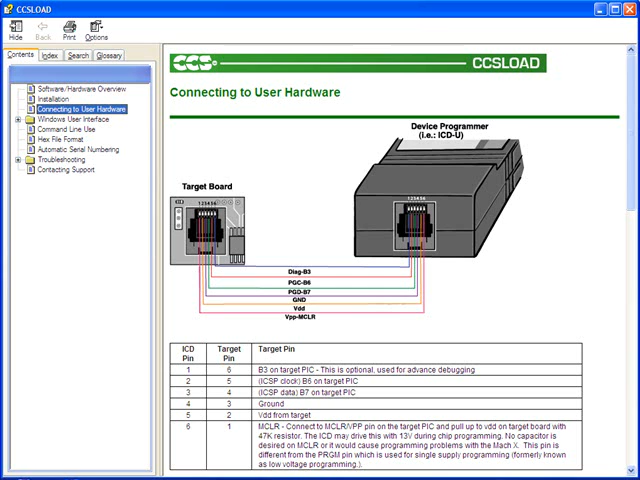 CCSLOAD
Hide
Back
Print
Options
Contents
Index
Search
Glossary
Software/Hardware Overview
Installation
Connecting to User Hardware
Windows User Interface
Command Line Use
Hex File Format
Automatic Serial Numbering
Troubleshooting
Contacting Support
CCS
CCSLOAD
Connecting to User Hardware
Device Programmer
(i.e.: ICD-U)
Target Board
123456
123456
Diag-B3
PGC-B6
PGD-B7
GND
Vdd
Vpp-MCLR
ICD Pin Target Pin Target Pin
1 6 B3 on target PIC - This is optional, used for advance debugging
2 5 (ICSP clock) B6 on target PIC
3 4 (ICSP data) B7 on target PIC
4 3 Ground
5 2 Vdd from target
6 1 MCLR - Connect to MCLR/VPP pin on the target PIC and pull up to vdd on target board with
47K resistor. The ICD may drive this with 13V during chip programming. No capacitor is
desired on MCLR or it would cause programming problems with the Mach X. This pin is
different from the PRGM pin which is used for single supply programming (formerly known
as low voltage programming.).